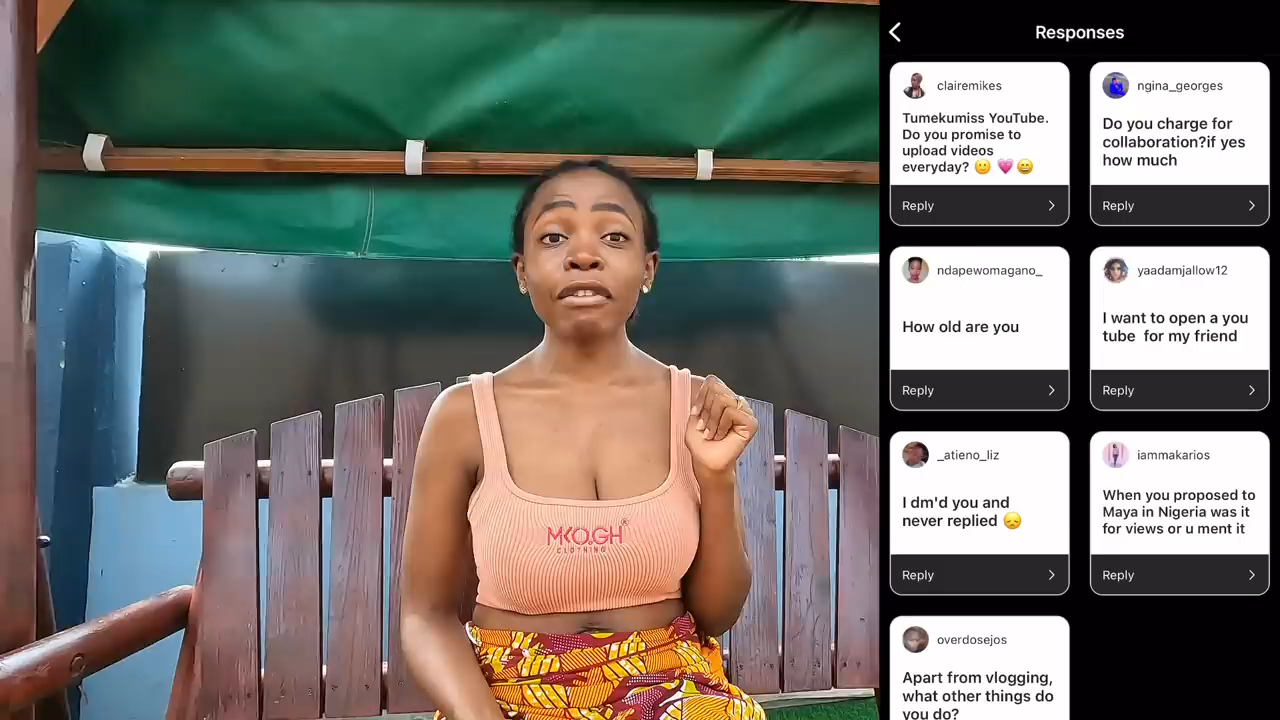 Responses
clairemikes
Tumekumiss YouTube.
Do you promise to
upload videos
everyday? 🙂 💗 😄
Reply
ngina_georges
Do you charge for
collaboration?if yes
how much
Reply
ndapewomagano_
How old are you
Reply
yaadamjallow12
I want to open a you
tube for my friend
Reply
_atieno_liz
I dm'd you and
never replied 😞
Reply
iammakarios
When you proposed to
Maya in Nigeria was it
for views or u ment it
Reply
overdosejos
Apart from vlogging,
what other things do
you do?
MKO.GH®
CLOTHING